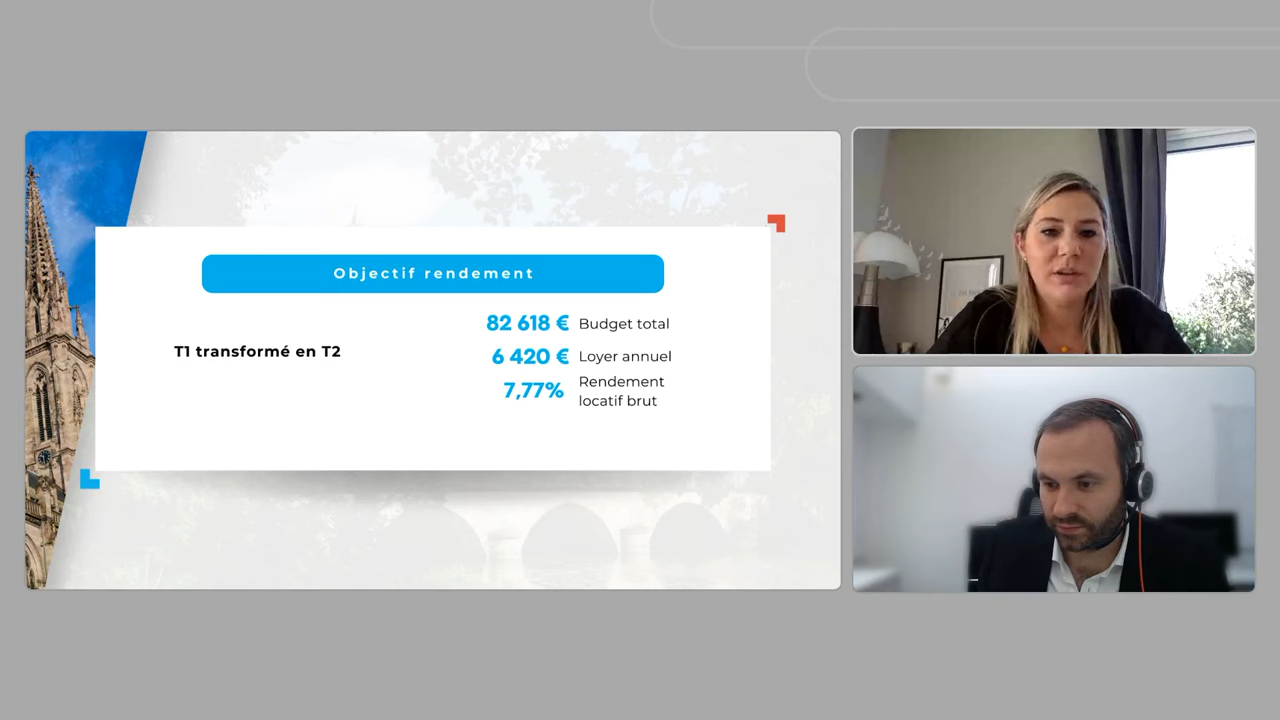 Objectif rendement
T1 transformé en T2
82 618 € Budget total
6 420 € Loyer annuel
7,77% Rendement
locatif brut